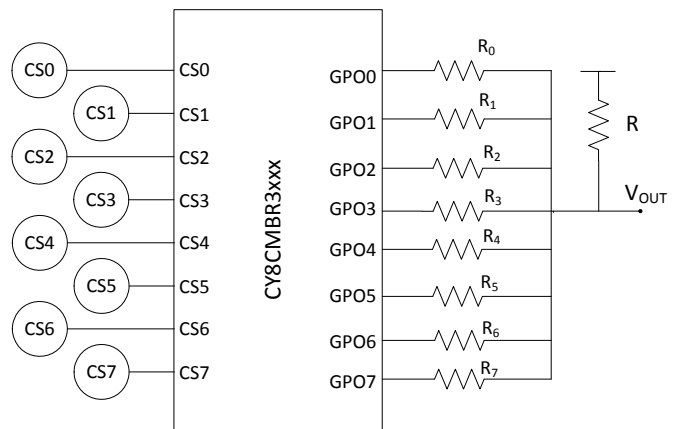 CS0
CS1
CS2
CS3
CS4
CS5
CS6
CS7
CS0
CS1
CS2
CS3
CS4
CS5
CS6
CS7
CY8CMBR3xxx
GPO0
GPO1
GPO2
GPO3
GPO4
GPO5
GPO6
GPO7
R0
R1
R2
R3
R4
R5
R6
R7
R
VOUT